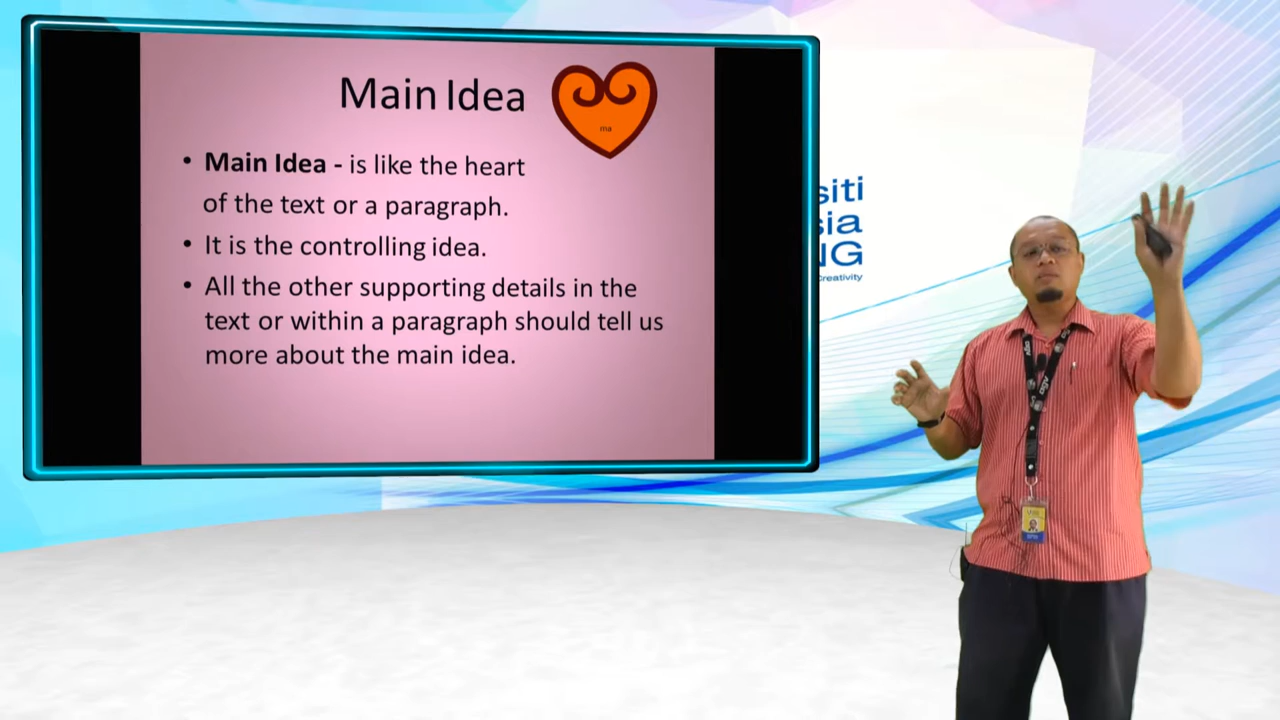 Main Idea
ma
• Main Idea - is like the heart
of the text or a paragraph.
• It is the controlling idea.
• All the other supporting details in the
text or within a paragraph should tell us
more about the main idea.
siti
sia
NG
Creativity